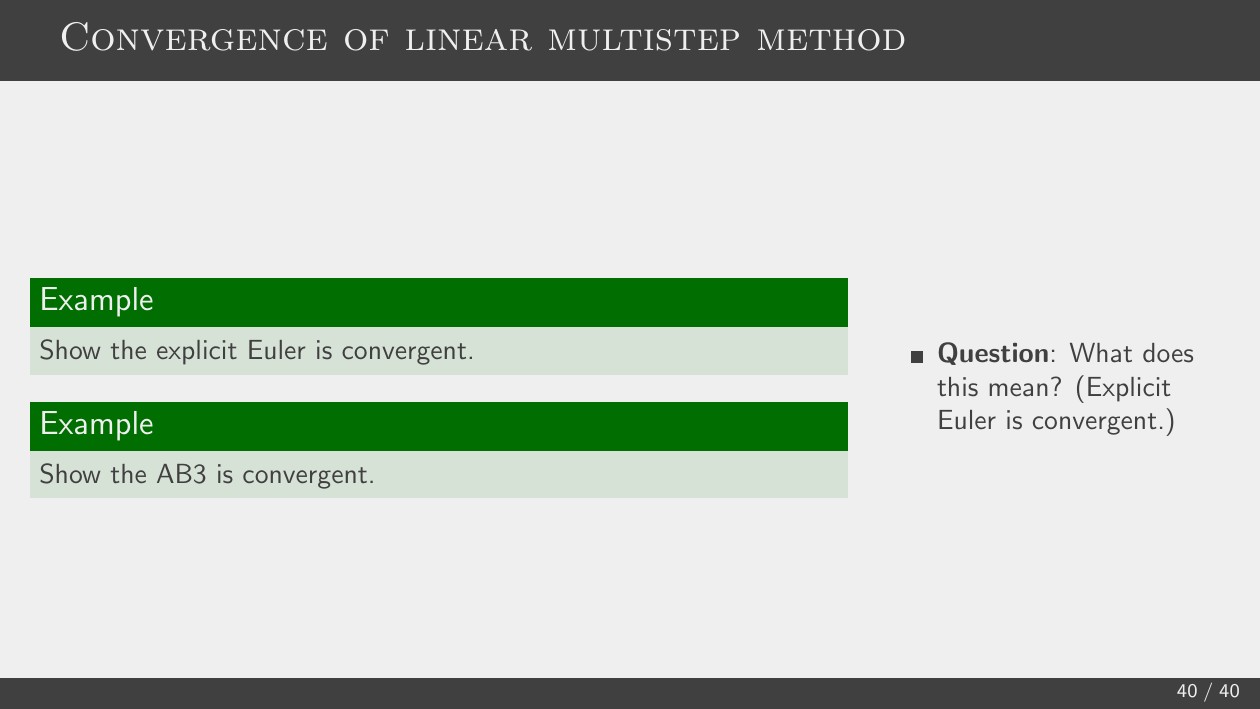 Convergence of linear multistep method
Example
Show the explicit Euler is convergent.
Example
Show the AB3 is convergent.
Question: What does
this mean? (Explicit
Euler is convergent.)
40 / 40